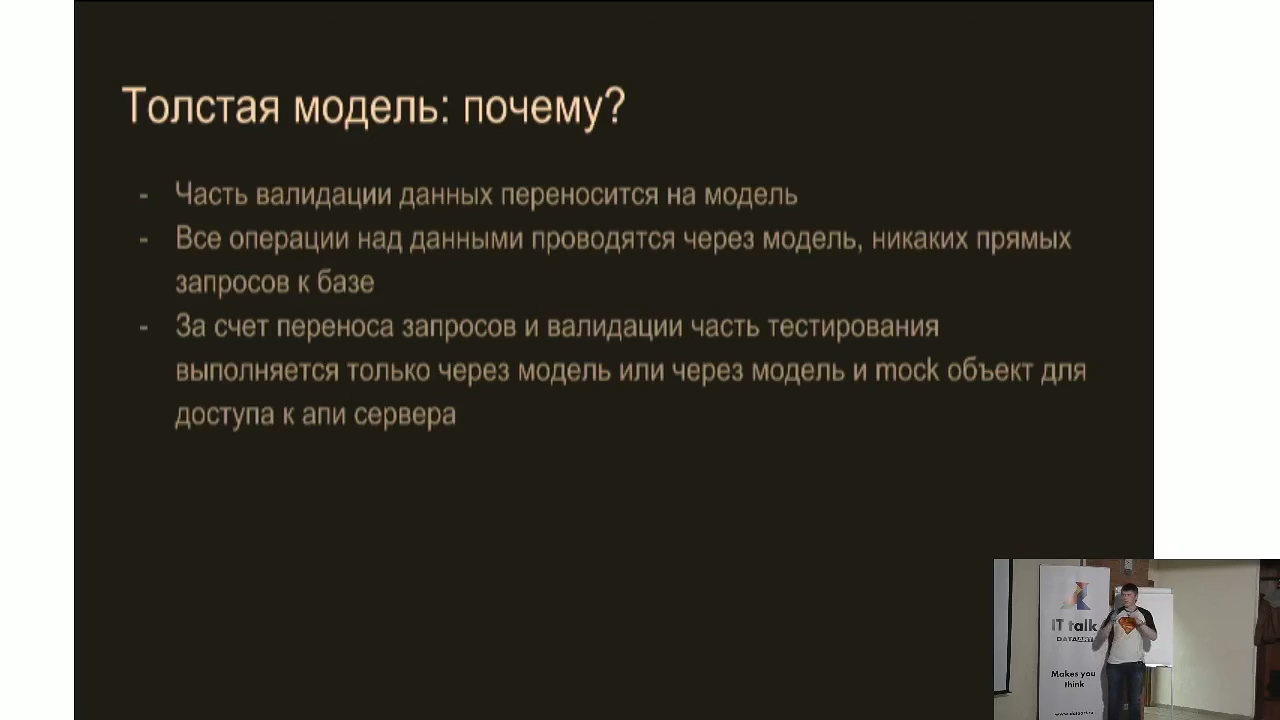 Толстая модель: почему?
- Часть валидации данных переносится на модель
- Все операции над данными проводятся через модель, никаких прямых
запросов к базе
- За счет переноса запросов и валидации часть тестирования
выполняется только через модель или через модель и mock объект для
доступа к апи сервера
IT talk
DATAART
Makes you
think